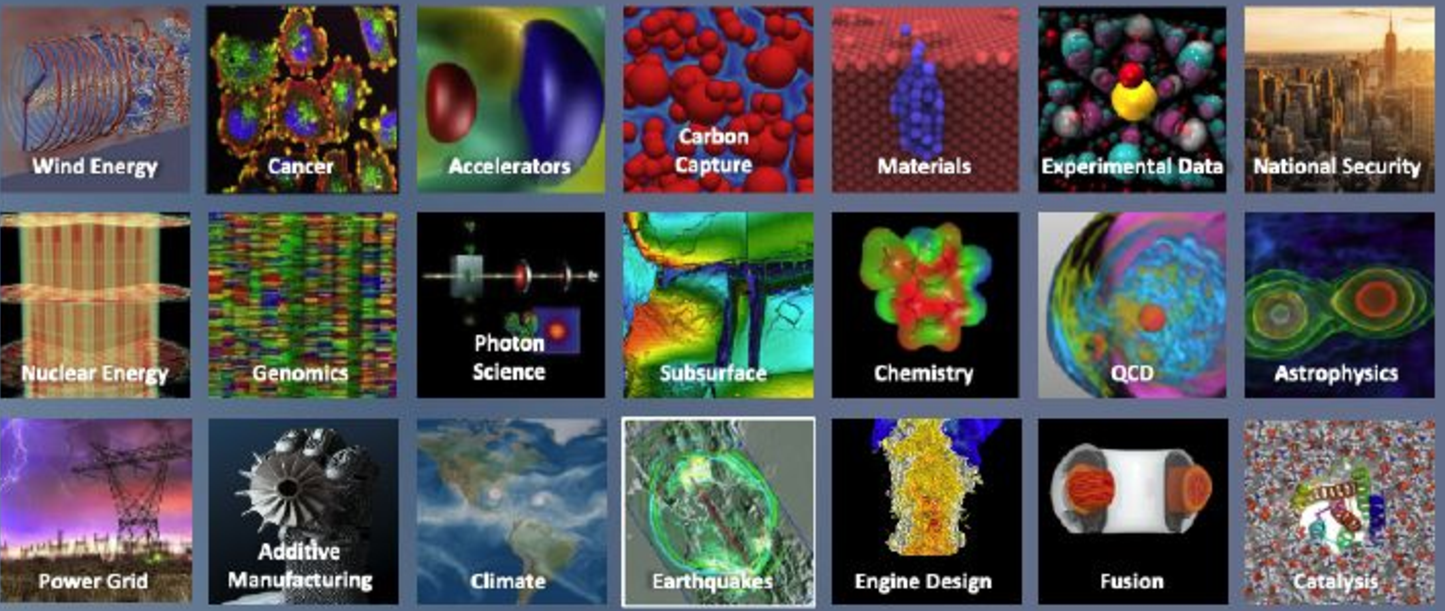 Wind Energy
Cancer
Accelerators
Carbon
Capture
Materials
Experimental Data
National Security
Nuclear Energy
Genomics
Photon
Science
Subsurface
Chemistry
QCD
Astrophysics
Power Grid
Additive
Manufacturing
Climate
Earthquakes
Engine Design
Fusion
Catalysis